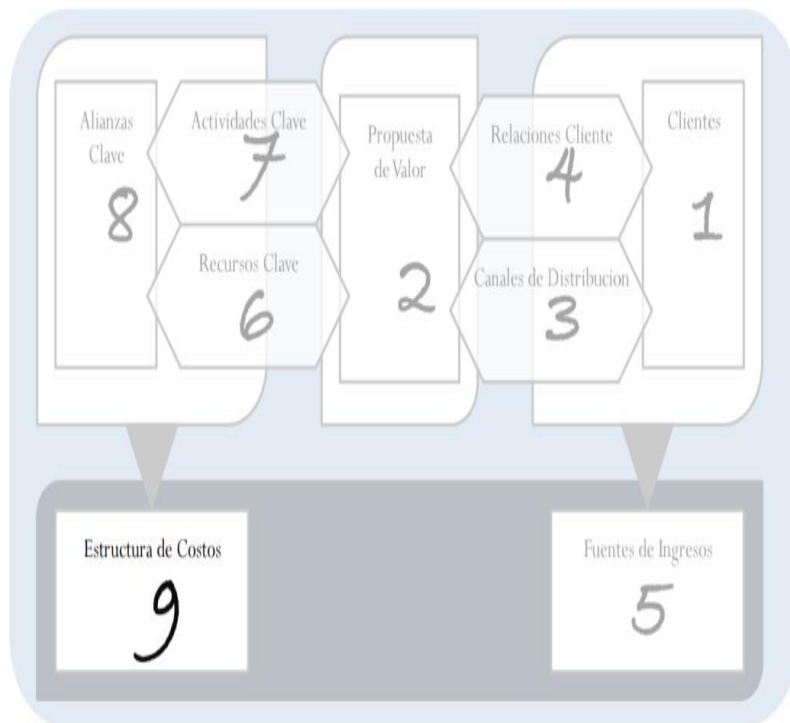 Alianzas
Clave
8
Actividades Clave
7
Recursos Clave
6
Propuesta
de Valor
2
Relaciones Cliente
4
Canales de Distribucion
3
Clientes
1
Estructura de Costos
9
Fuentes de Ingresos
5